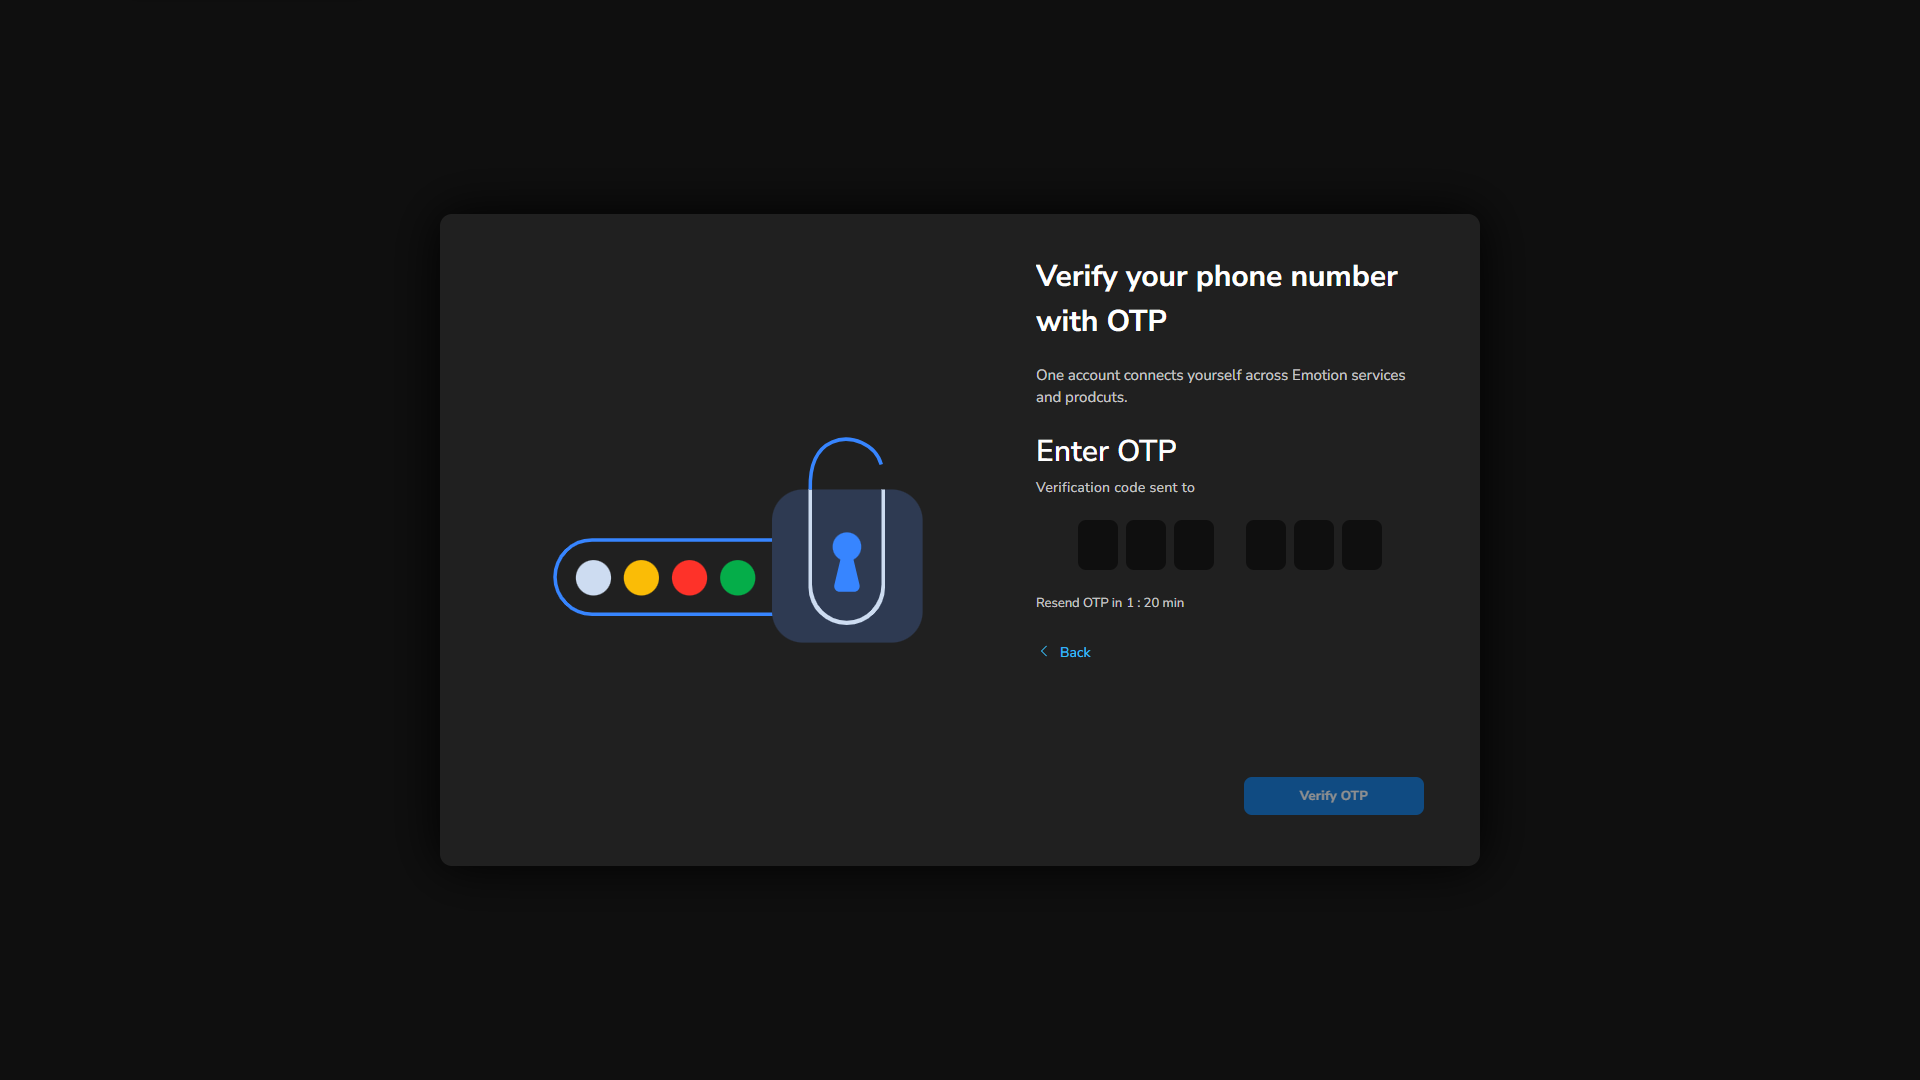 Verify your phone number
with OTP
One account connects yourself across Emotion services
and prodcuts.
Enter OTP
Verification code sent to
Resend OTP in 1 : 20 min
Back
Verify OTP